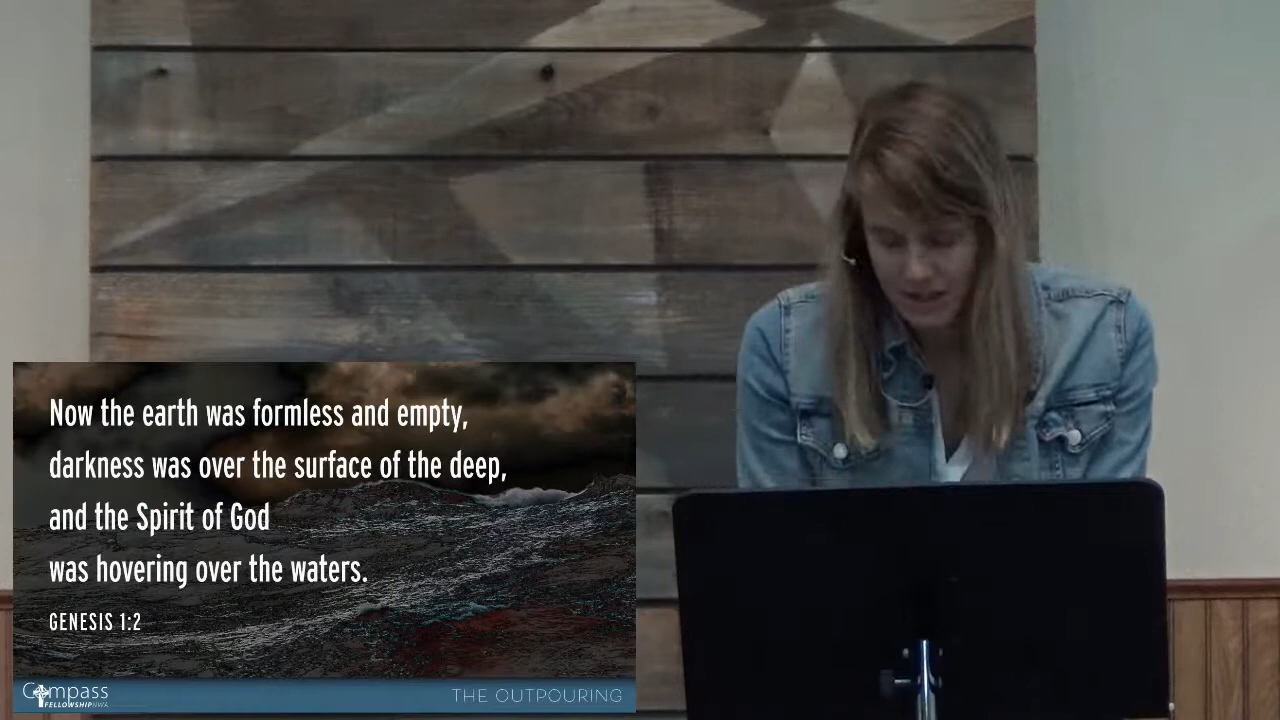 Now the earth was formless and empty,
darkness was over the surface of the deep,
and the Spirit of God
was hovering over the waters.
GENESIS 1:2
Compass
FELLOWSHIPNWA
THE OUTPOURING